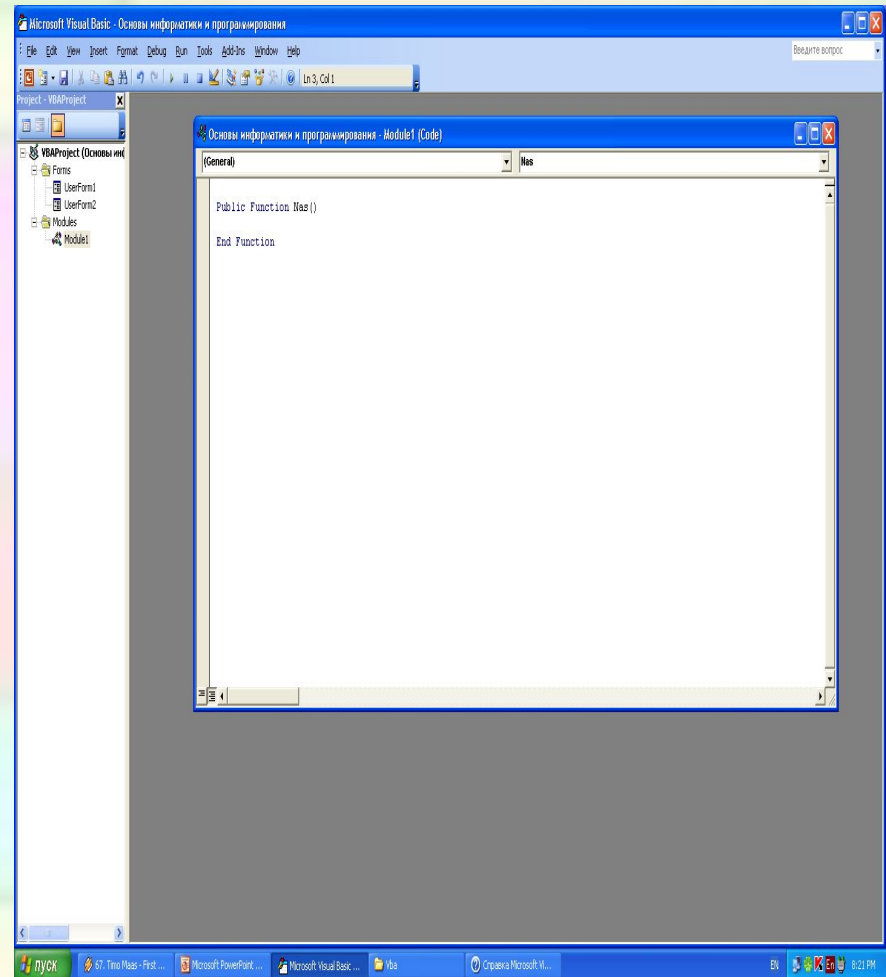 Microsoft Visual Basic - Основы информатики и программирования
File Edit View Insert Format Debug Run Tools Add-Ins Window Help
Введите вопрос
Ln 3, Col 1
Project - VBAProject
VBAProject (Основы инф
Forms
UserForm1
UserForm2
Modules
Module1
Основы информатики и программирования - Module1 (Code)
(General)
Nas
Public Function Nas()
End Function
пуск
67. Timo Maas - First ...
Microsoft PowerPoint ...
Microsoft Visual Basic ...
Vba
Справка Microsoft Vi...
EN
En
8:21 PM